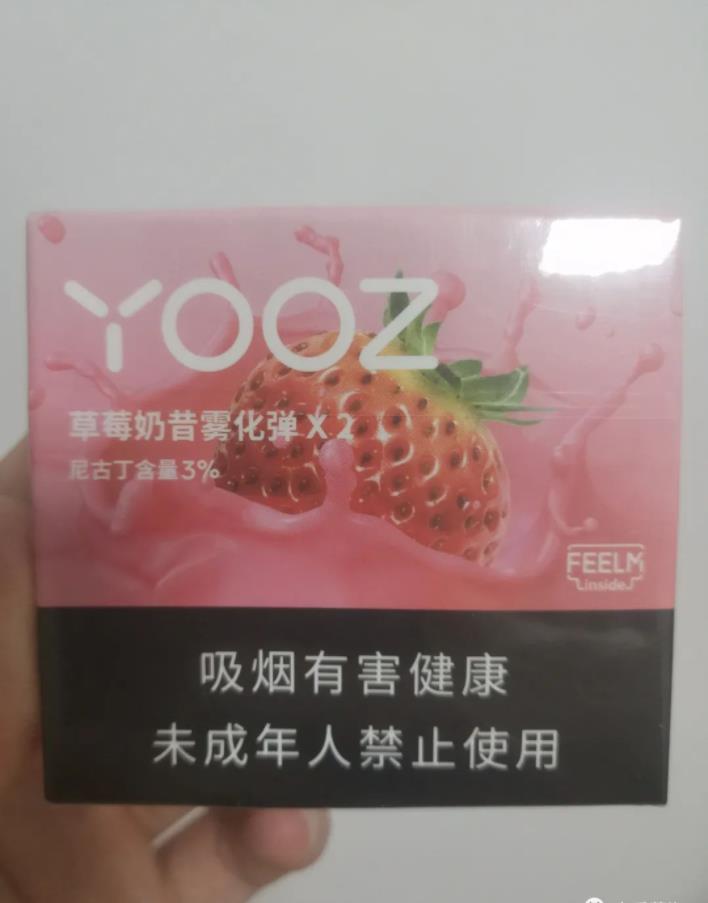 YOOZ
草莓奶昔雾化弹 X 2
尼古丁含量3%
FEELM
inside
吸烟有害健康
未成年人禁止使用